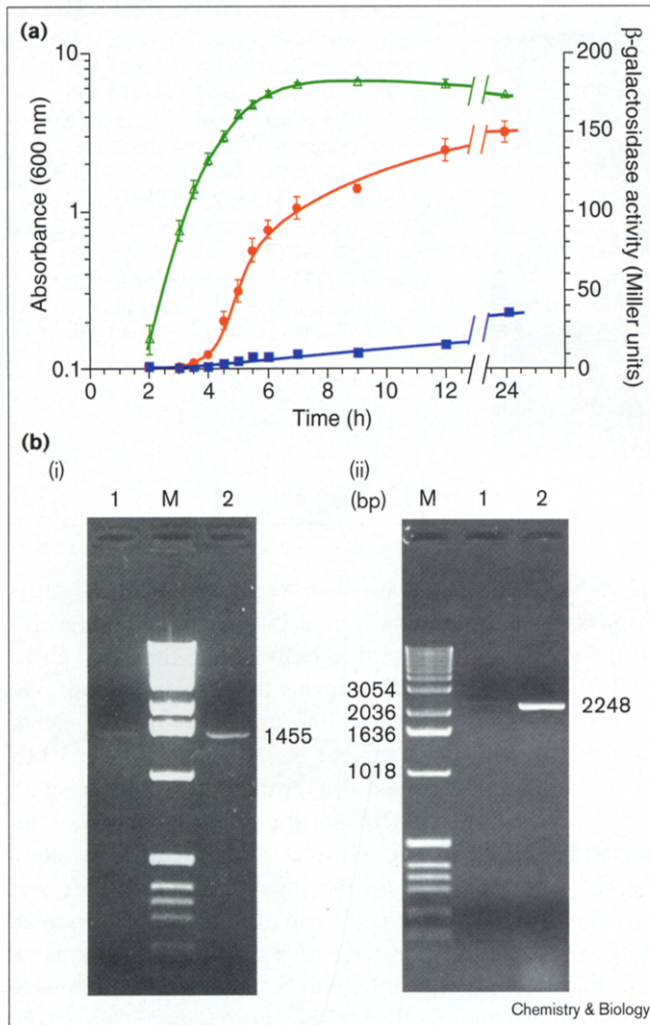 (a)
10
1
0.1
Absorbance (600 nm)
200
150
100
50
0
β-galactosidase activity (Miller units)
0 2 4 6 8 10 12 24
Time (h)
(b)
(i)
1 M 2
1455
(ii)
(bp) M 1 2
3054
2036
1636
1018
2248
Chemistry & Biology